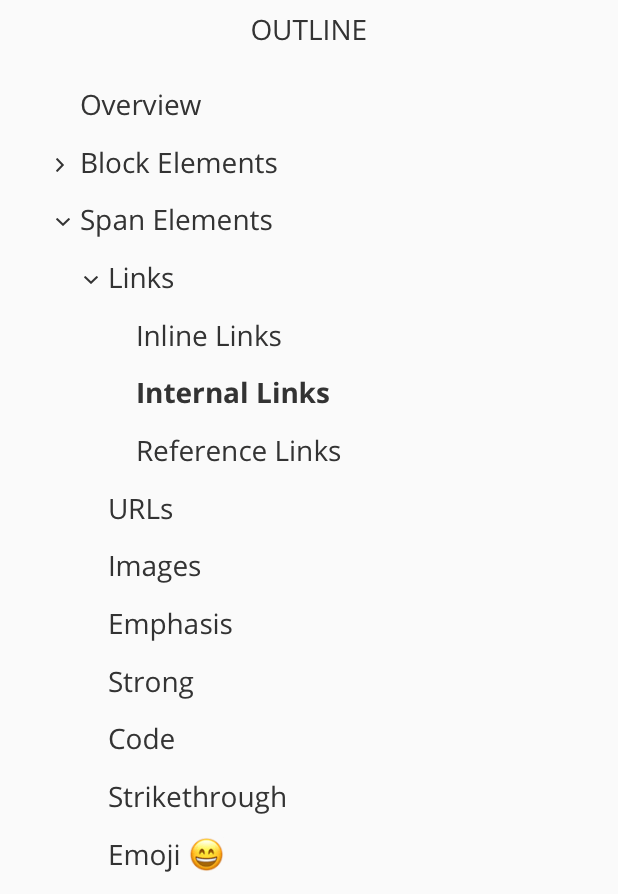 OUTLINE
Overview
Block Elements
Span Elements
Links
Inline Links
Internal Links
Reference Links
URLs
Images
Emphasis
Strong
Code
Strikethrough
Emoji 😄